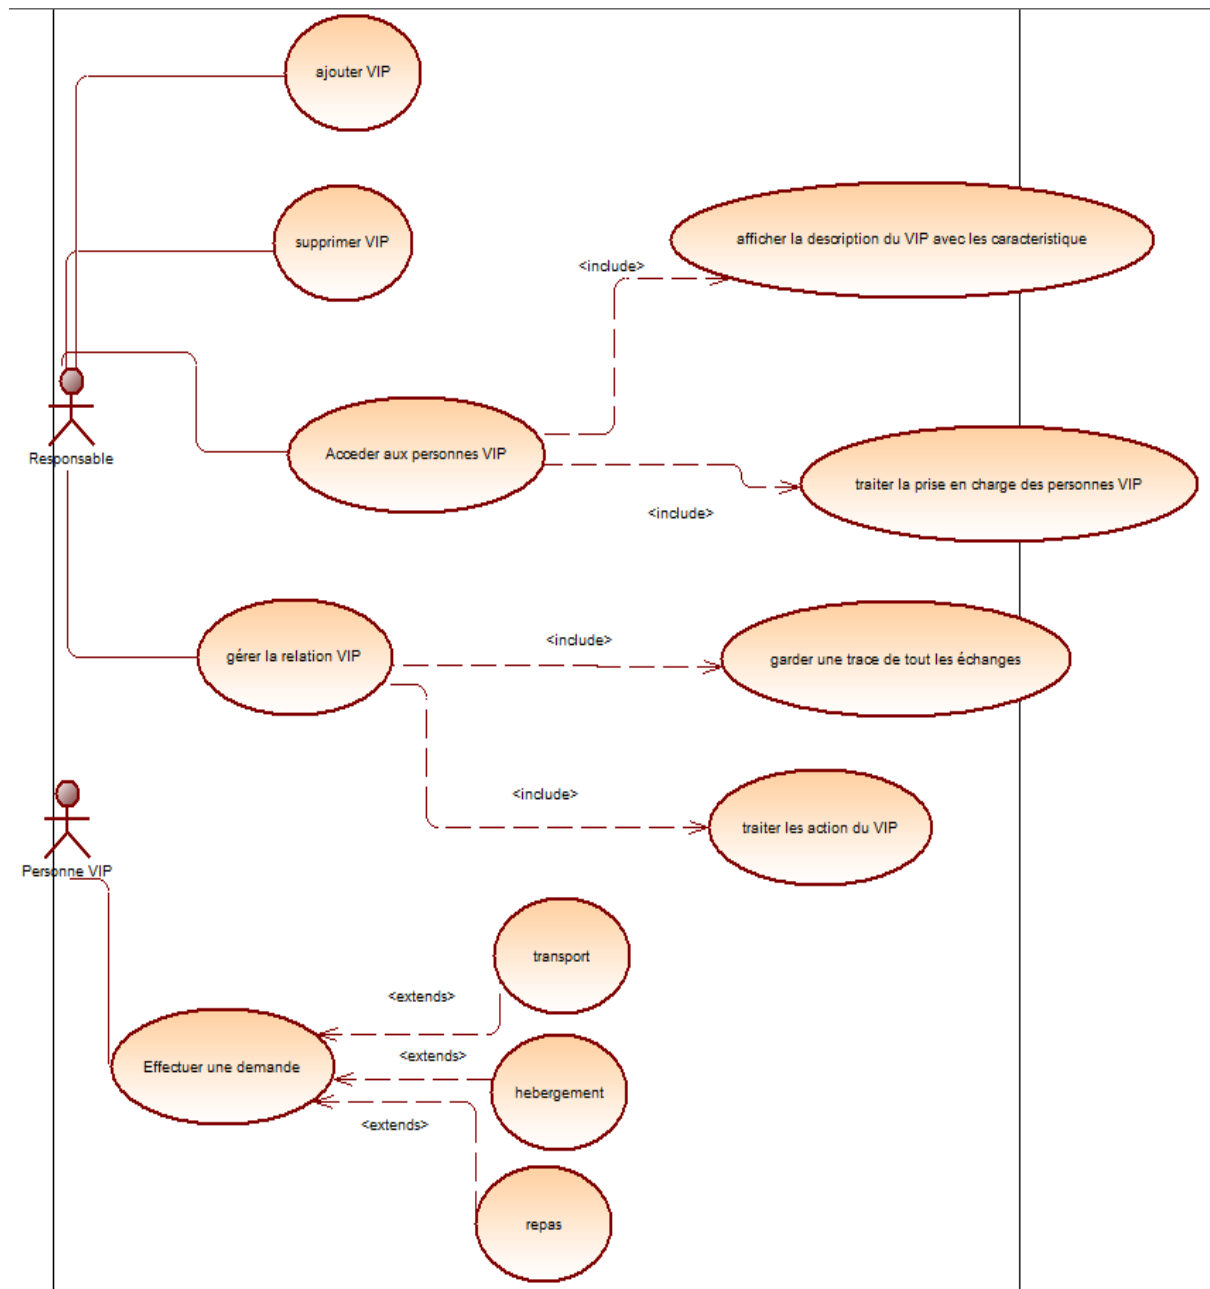 ajouter VIP
supprimer VIP
afficher la description du VIP avec les caracteristique
<include>
Responsable
Acceder aux personnes VIP
traiter la prise en charge des personnes VIP
<include>
gérer la relation VIP
<include>
garder une trace de tout les échanges
<include>
traiter les action du VIP
Personne VIP
transport
<extends>
Effectuer une demande
<extends>
hebergement
<extends>
repas